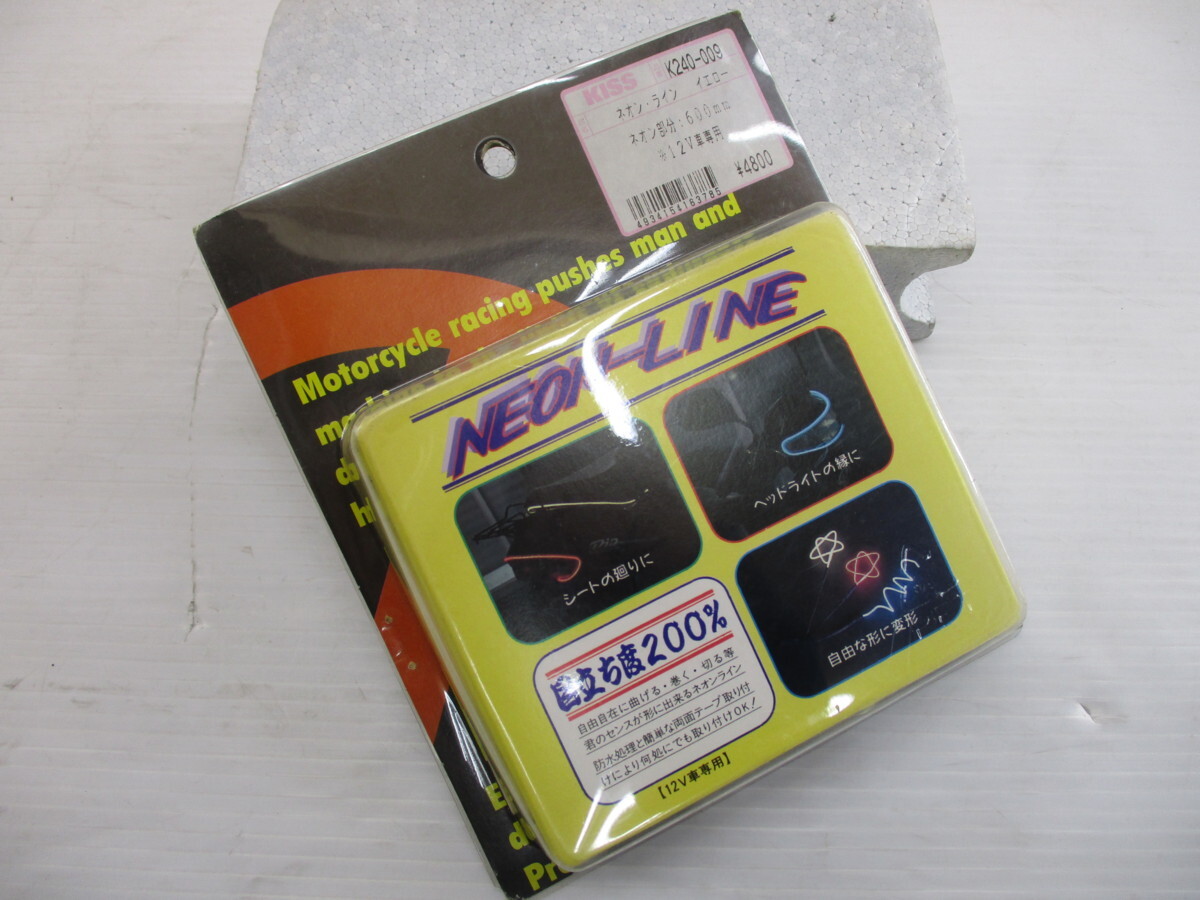 KISS K240-009
ネオン・ライン イエロー
ネオン部分:600mm
※12V車専用
¥4800
4934154183785
Motorcycle racing pushes man and
NEON-LINE
シートの廻りに
ヘッドライトの縁に
自由な形に変形
目立ち度200%
自由自在に曲げる・巻く・切る等
君のセンスが形に出来るネオンライン
防水処理と簡単な両面テープ取り付
けにより何処にでも取り付けOK!
【12V車専用】